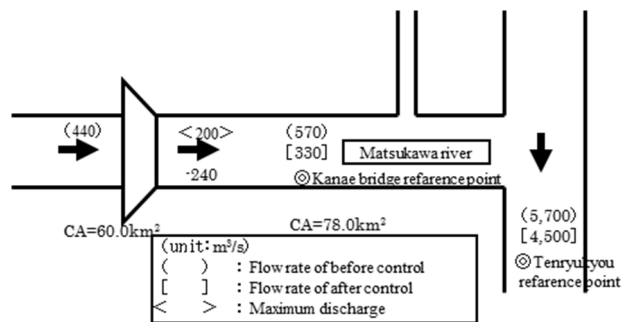 (440)
<200>
-240
(570)
[330]
Matsukawa river
◎Kanae bridge refarance point
CA=60.0km²
CA=78.0km²
(5,700)
[4,500]
◎Tenryukyou
refarence point
(unit:m³/s)
( ) : Flow rate of before control
[ ] : Flow rate of after control
< > : Maximum discharge